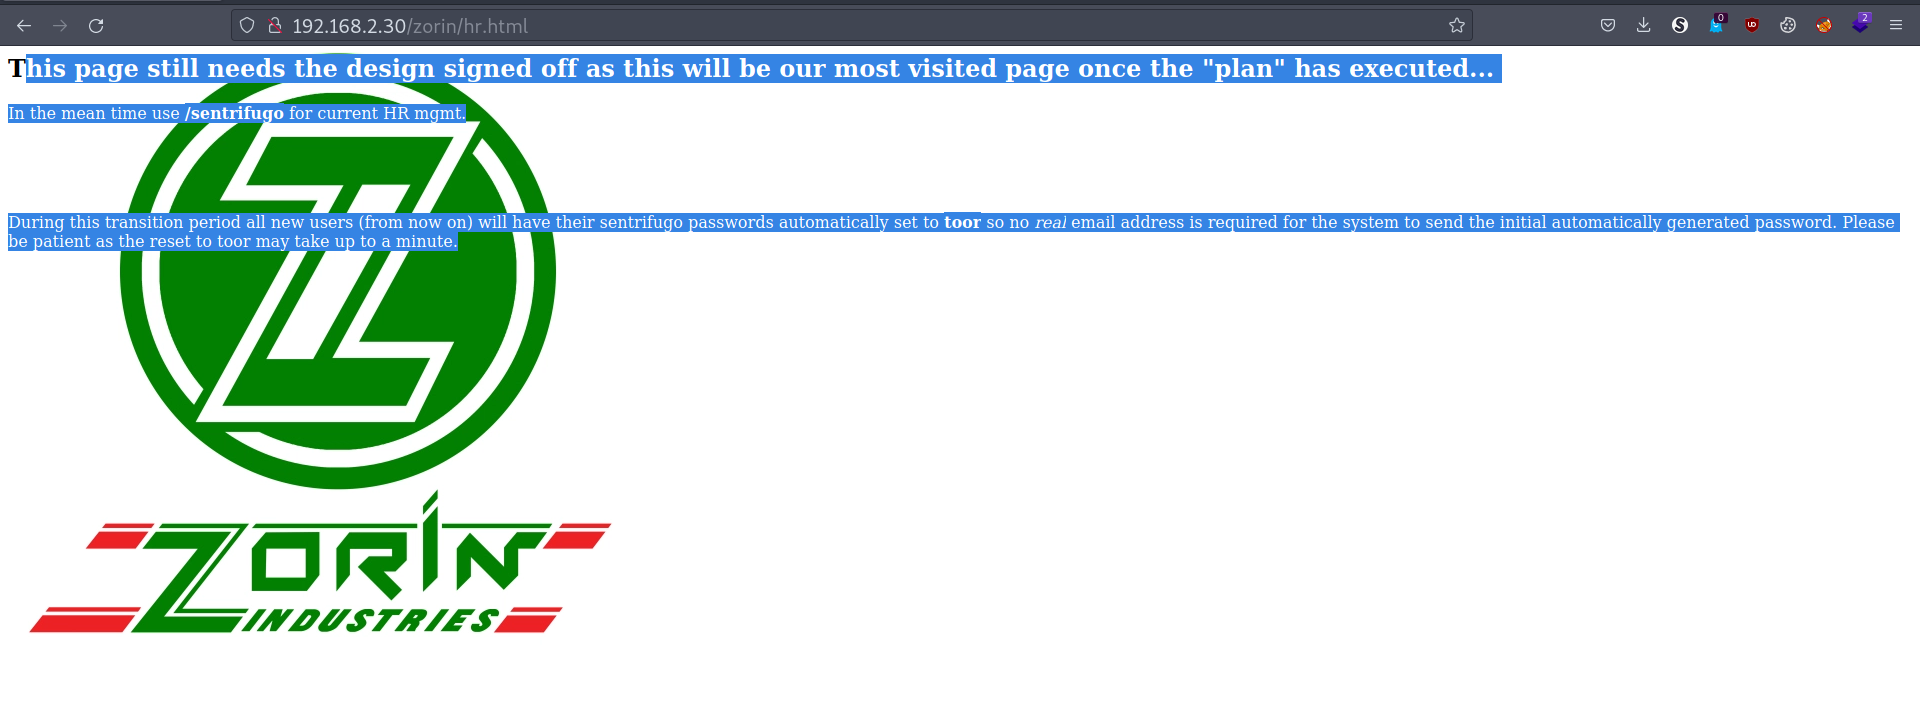 192.168.2.30/zorin/hr.html
0
2
This page still needs the design signed off as this will be our most visited page once the "plan" has executed...
In the mean time use /sentrifugo for current HR mgmt.
During this transition period all new users (from now on) will have their sentrifugo passwords automatically set to toor so no real email address is required for the system to send the initial automatically generated password. Please
be patient as the reset to toor may take up to a minute.
ZORIN
INDUSTRIES